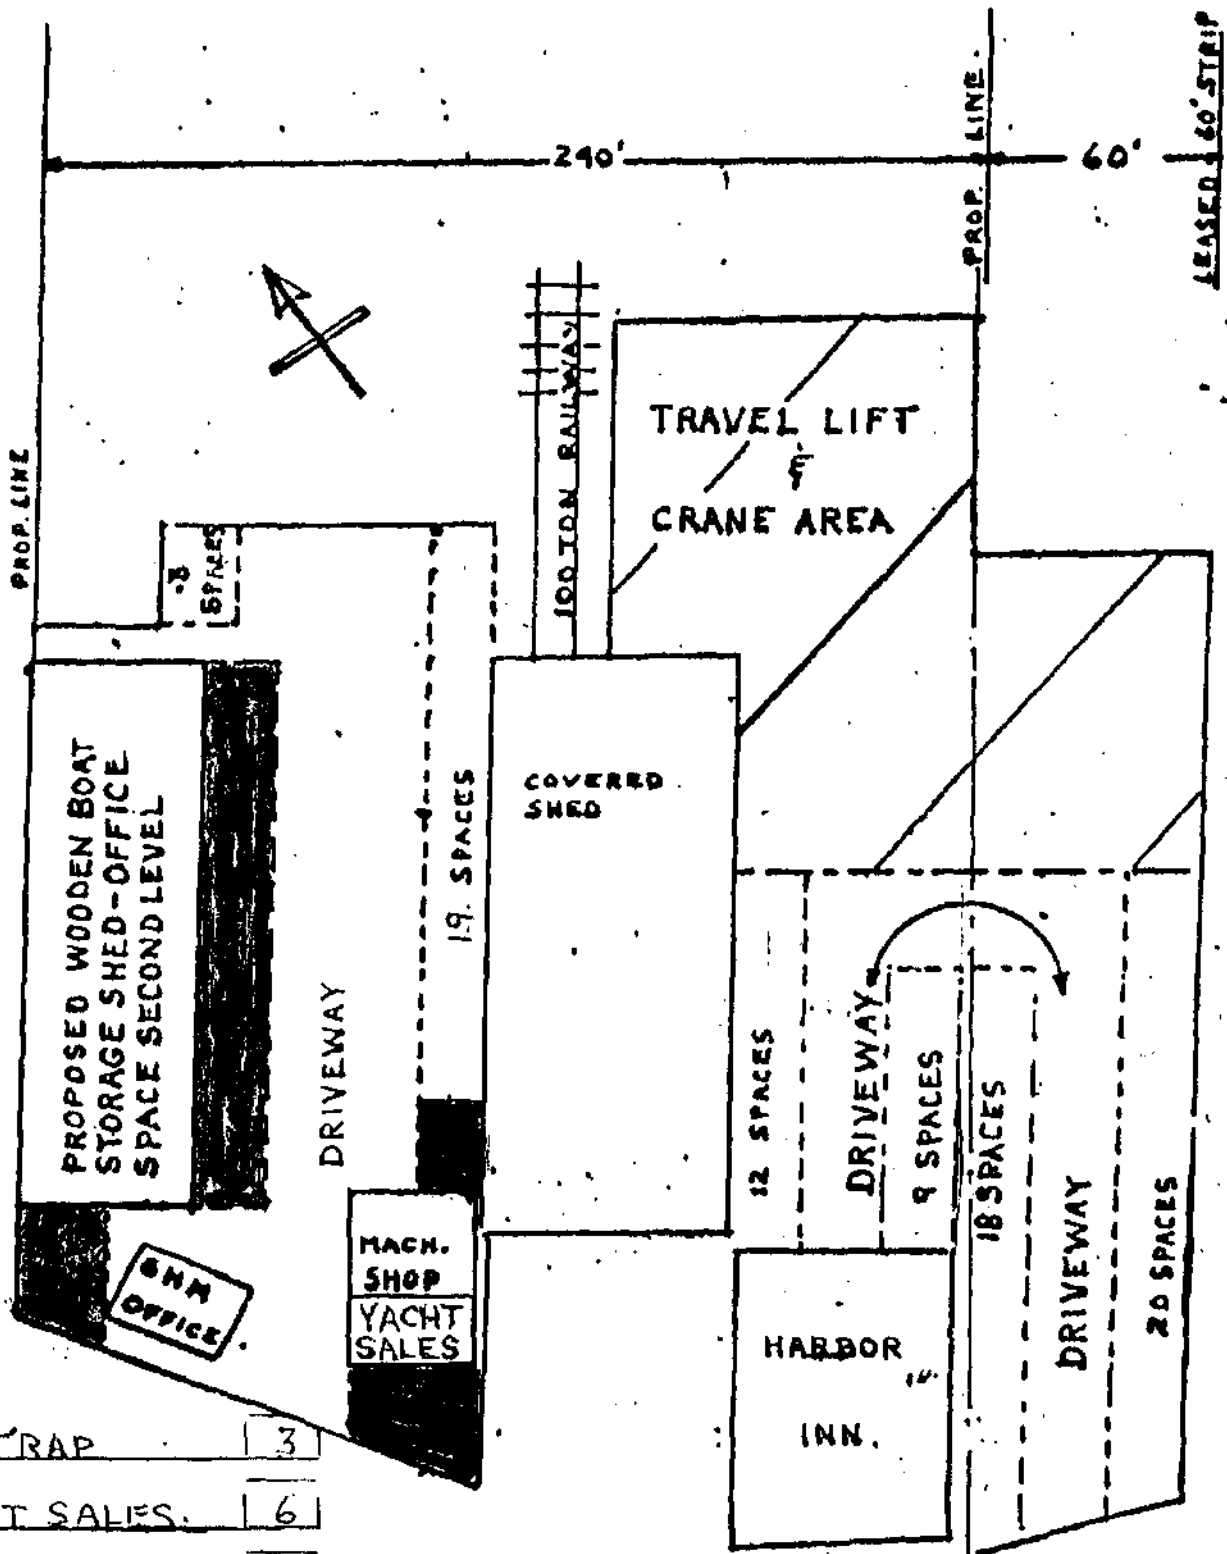 240'
60'
PROP. LINE.
LEASED 60' STRIP
PROP. LINE
100 TON RAILWAY
TRAVEL LIFT
CRANE AREA
SPACES
PROPOSED WOODEN BOAT
STORAGE SHED-OFFICE
SPACE SECOND LEVEL
DRIVEWAY
19. SPACES
COVERED
SHED
12 SPACES
DRIVEWAY
9 SPACES
18 SPACES
DRIVEWAY
20 SPACES
OFFICE.
MACH.
SHOP
YACHT
SALES
HARBOR
INN.
RAP 3
T SALES. 6